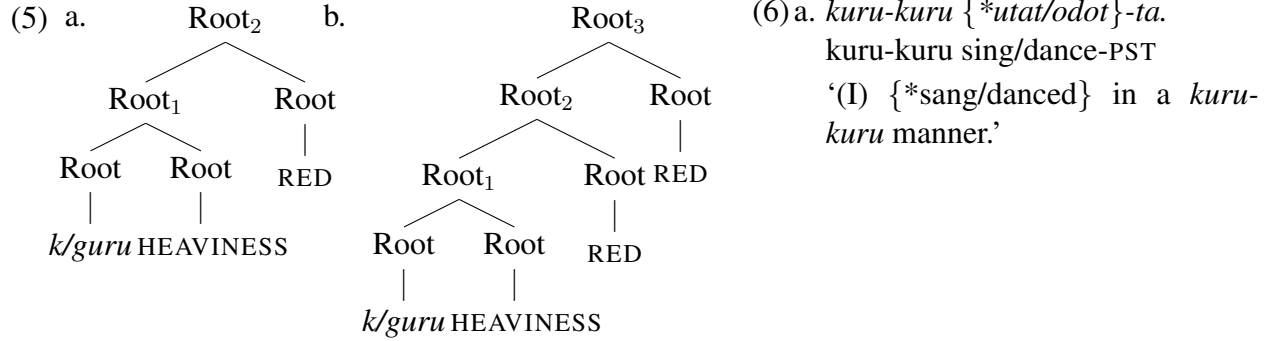 (5) a.
Root₂
Root₁ Root
Root Root RED
k/guru HEAVINESS
b.
Root₃
Root₂ Root
Root₁ Root RED
Root Root RED
k/guru HEAVINESS
(6) a. kuru-kuru {*utat/odot}-ta.
kuru-kuru sing/dance-PST
‘(I) {*sang/danced} in a kuru-
kuru manner.’